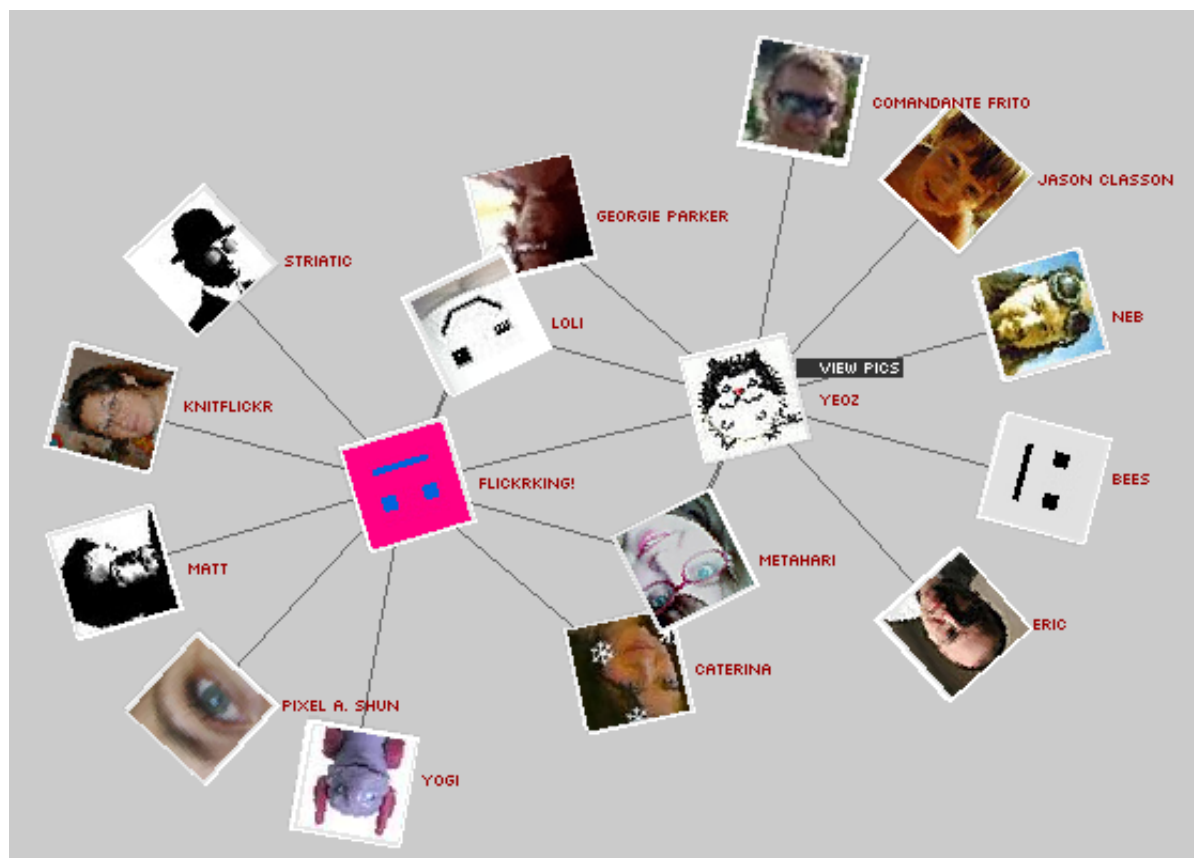 COMANDANTE FRITO
JASON CLASSON
GEORGIE PARKER
STRIATIC
NEB
LOLI
VIEW PICS
YEOZ
KNITFLICKR
BEES
FLICKRKING!
METAHARI
MATT
ERIC
CATERINA
PIXEL A. SHUN
YOGI